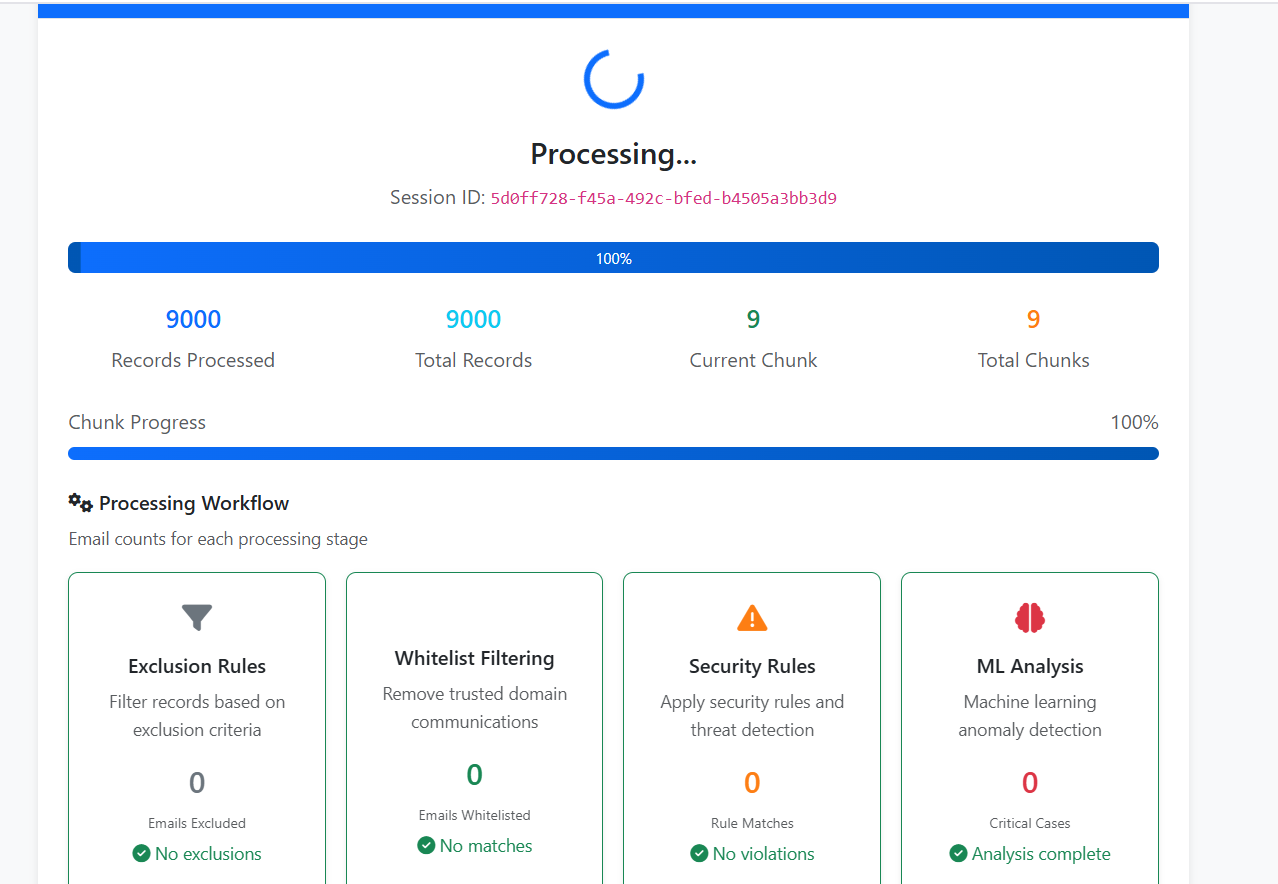 Processing...
Session ID: 5d0ff728-f45a-492c-bfed-b4505a3bb3d9
100%
9000
Records Processed
9000
Total Records
9
Current Chunk
9
Total Chunks
Chunk Progress
100%
Processing Workflow
Email counts for each processing stage
Exclusion Rules
Filter records based on
exclusion criteria
0
Emails Excluded
No exclusions
Whitelist Filtering
Remove trusted domain
communications
0
Emails Whitelisted
No matches
Security Rules
Apply security rules and
threat detection
0
Rule Matches
No violations
ML Analysis
Machine learning
anomaly detection
0
Critical Cases
Analysis complete